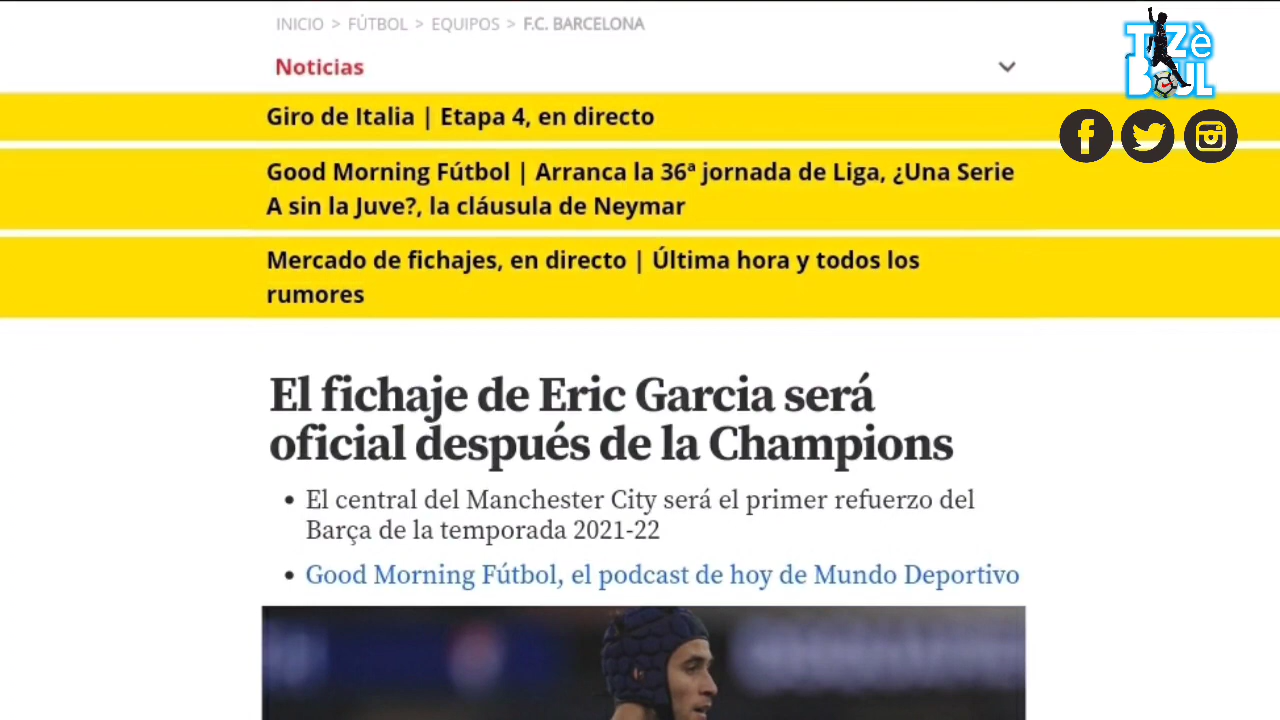 INICIO > FÚTBOL > EQUIPOS > F.C. BARCELONA
Noticias
TiZè
BOUL
Giro de Italia | Etapa 4, en directo
Good Morning Fútbol | Arranca la 36ª jornada de Liga, ¿Una Serie
A sin la Juve?, la cláusula de Neymar
Mercado de fichajes, en directo | Última hora y todos los
rumores
El fichaje de Eric Garcia será
oficial después de la Champions
• El central del Manchester City será el primer refuerzo del
Barça de la temporada 2021-22
• Good Morning Fútbol, el podcast de hoy de Mundo Deportivo